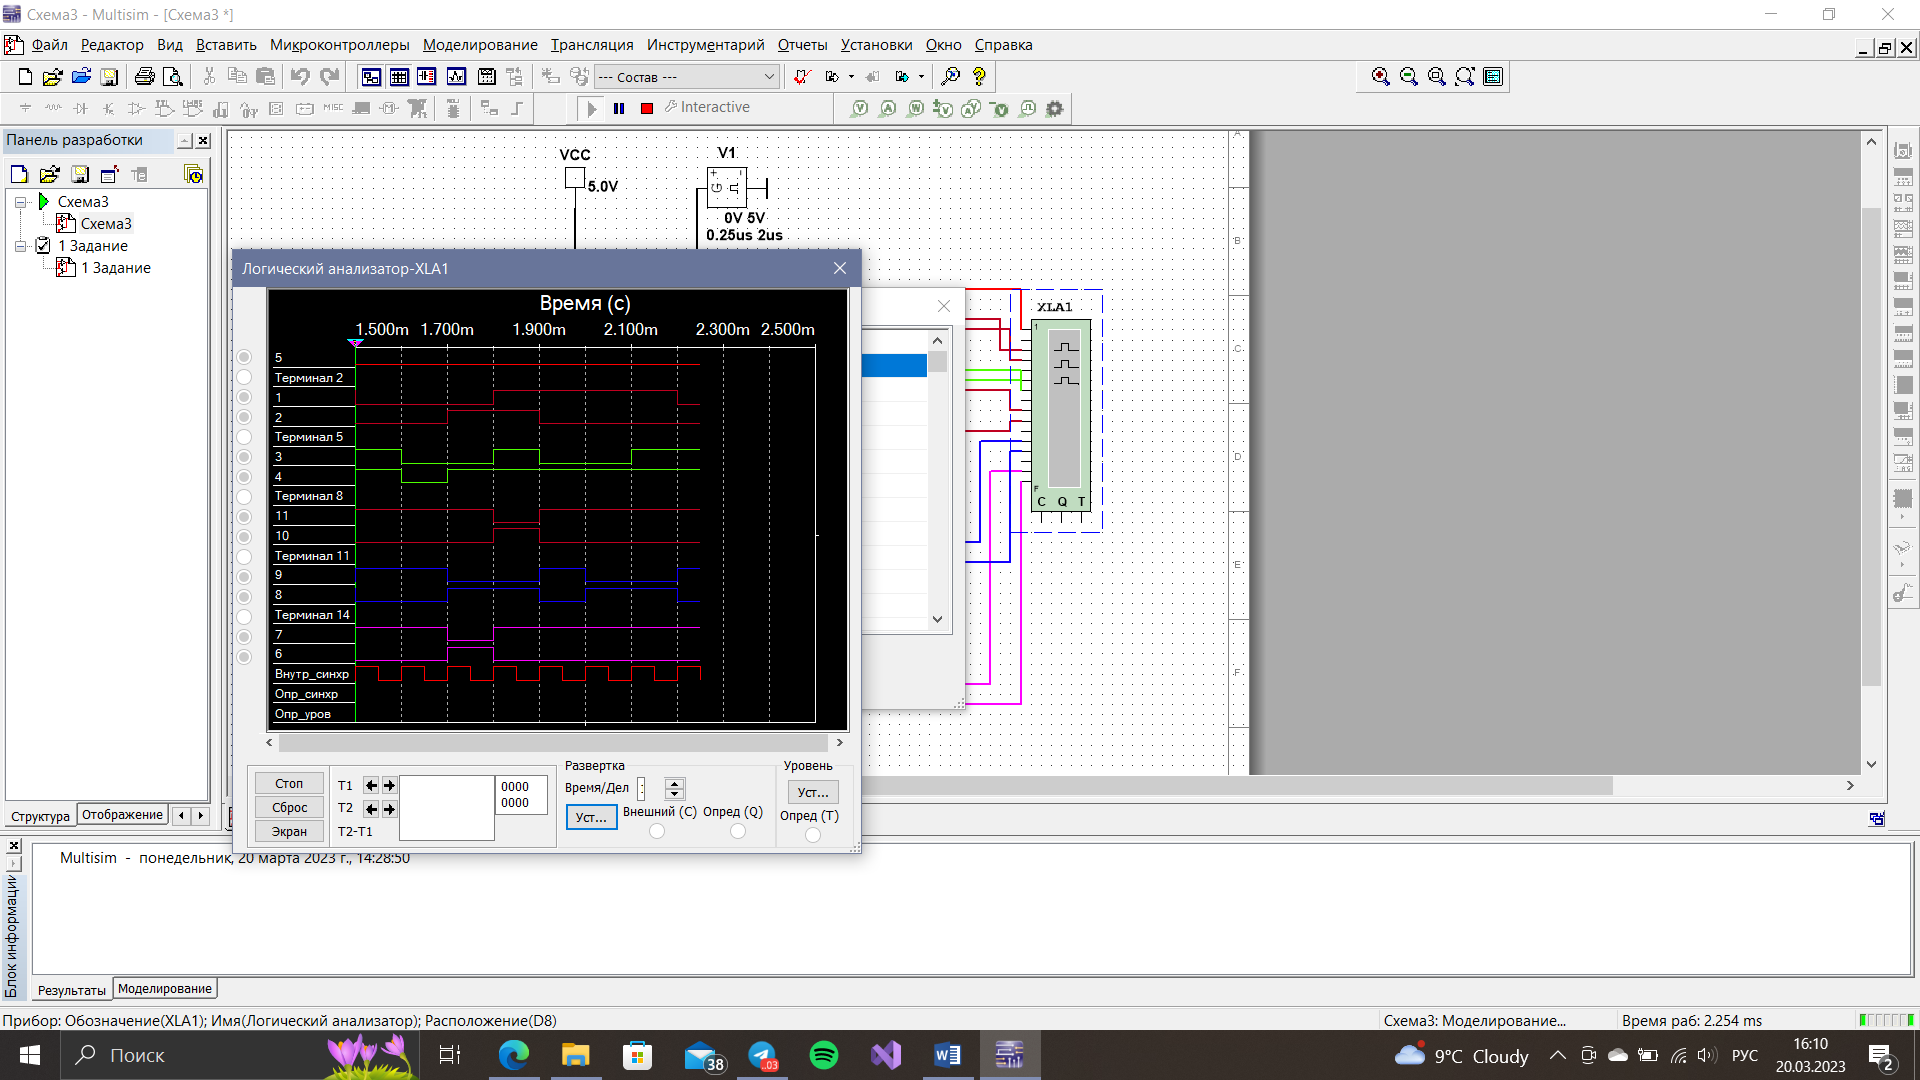 Схема3 - Multisim - [Схема3 *]
Файл Редактор Вид Вставить Микроконтроллеры Моделирование Трансляция Инструментарий Отчеты Установки Окно Справка
--- Состав ---
MISC
Interactive
Панель разработки
Схема3
Схема3
1 Задание
1 Задание
Структура Отображение
VCC
5.0V
V1
G
0V 5V
0.25us 2us
A
B
C
D
E
F
XLA1
1
F
C Q T
Логический анализатор-XLA1
Время (с)
1.500m 1.700m 1.900m 2.100m 2.300m 2.500m
5
Терминал 2
1
2
Терминал 5
3
4
Терминал 8
11
10
Терминал 11
9
8
Терминал 14
7
6
Внутр_синхр
Опр_синхр
Опр_уров
Стоп
Сброс
Экран
T1
T2
T2-T1
0000
0000
Развертка
Время/Дел
Уст...
Внешний (C) Опред (Q)
Уровень
Уст...
Опред (T)
Блок информации
Multisim - понедельник, 20 марта 2023 г., 14:28:50
Результаты Моделирование
Прибор: Обозначение(XLA1); Имя(Логический анализатор); Расположение(D8)
Схема3: Моделирование...
Время раб: 2.254 ms
Поиск
38
.03
9°C Cloudy
РУС
16:10
20.03.2023
2